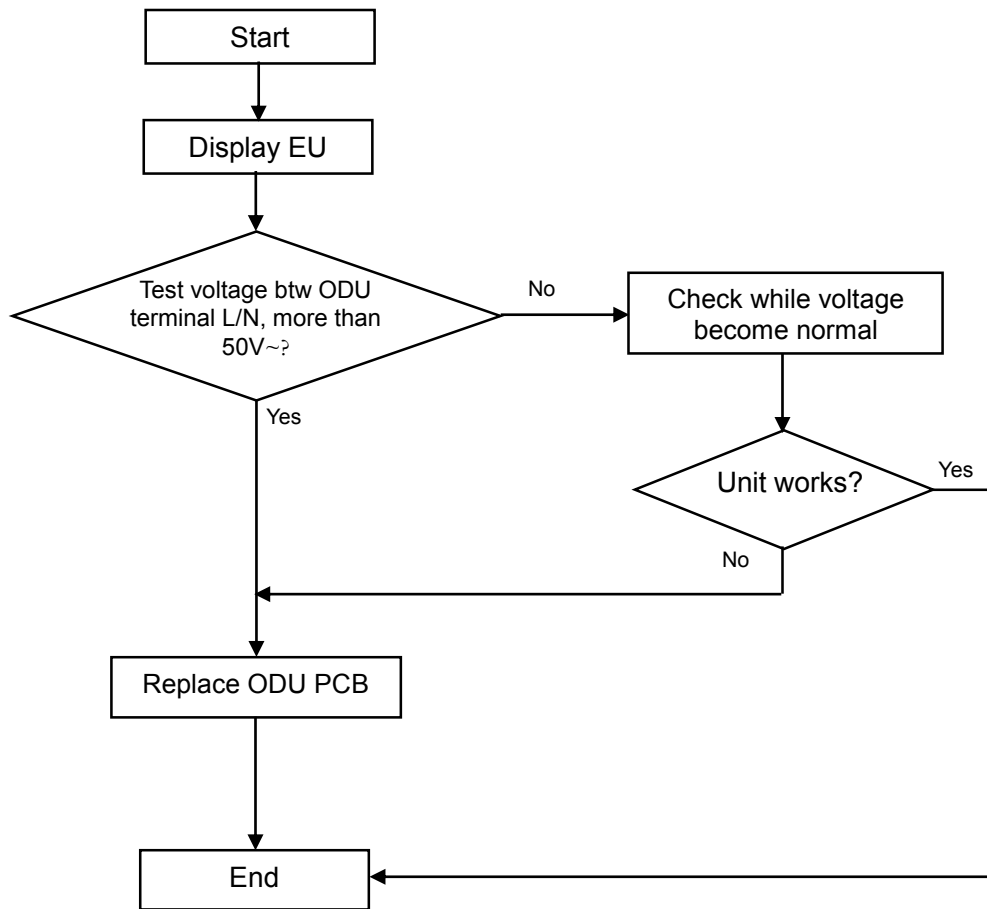 Start
Display EU
Test voltage btw ODU
terminal L/N, more than
50V~?
No
Check while voltage
become normal
Yes
Unit works?
Yes
No
Replace ODU PCB
End